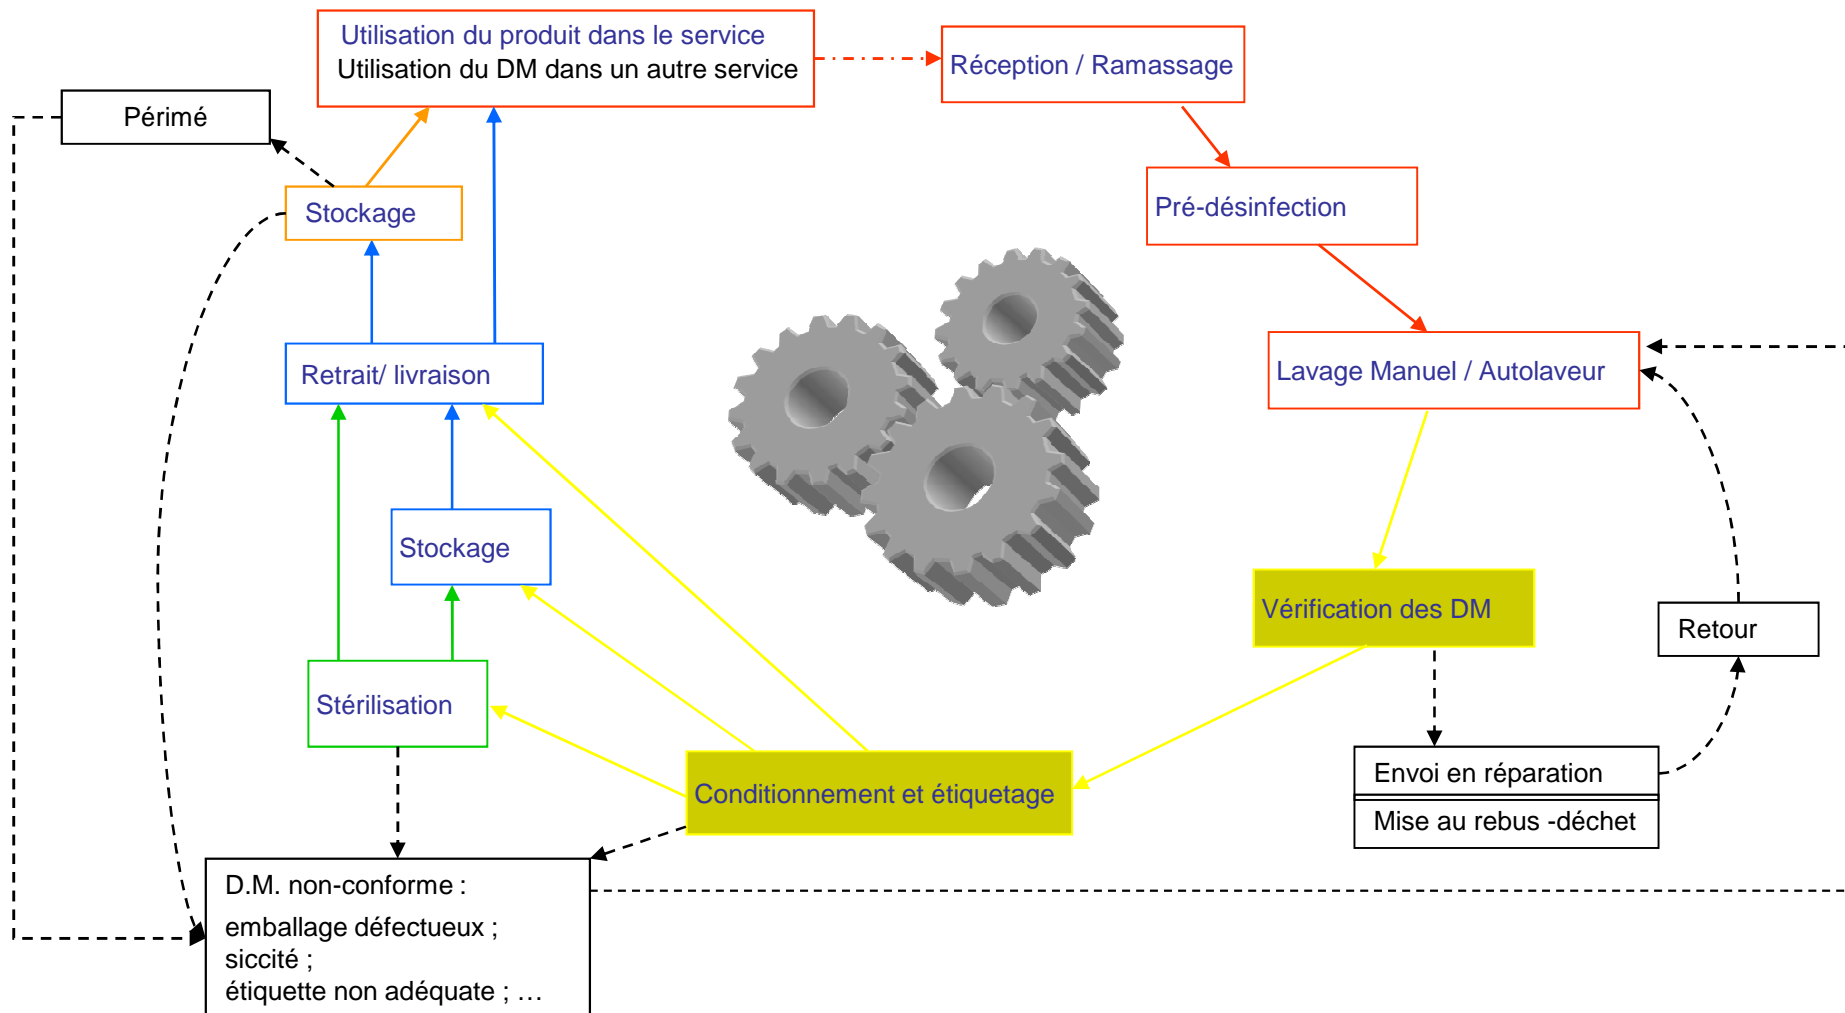 Utilisation du produit dans le service
Utilisation du DM dans un autre service
Réception / Ramassage
Périmé
Pré-désinfection
Stockage
Retrait/ livraison
Lavage Manuel / Autolaveur
Stockage
Vérification des DM
Retour
Stérilisation
Conditionnement et étiquetage
Envoi en réparation
Mise au rebus -déchet
D.M. non-conforme :
emballage défectueux ;
siccité ;
étiquette non adéquate ; …